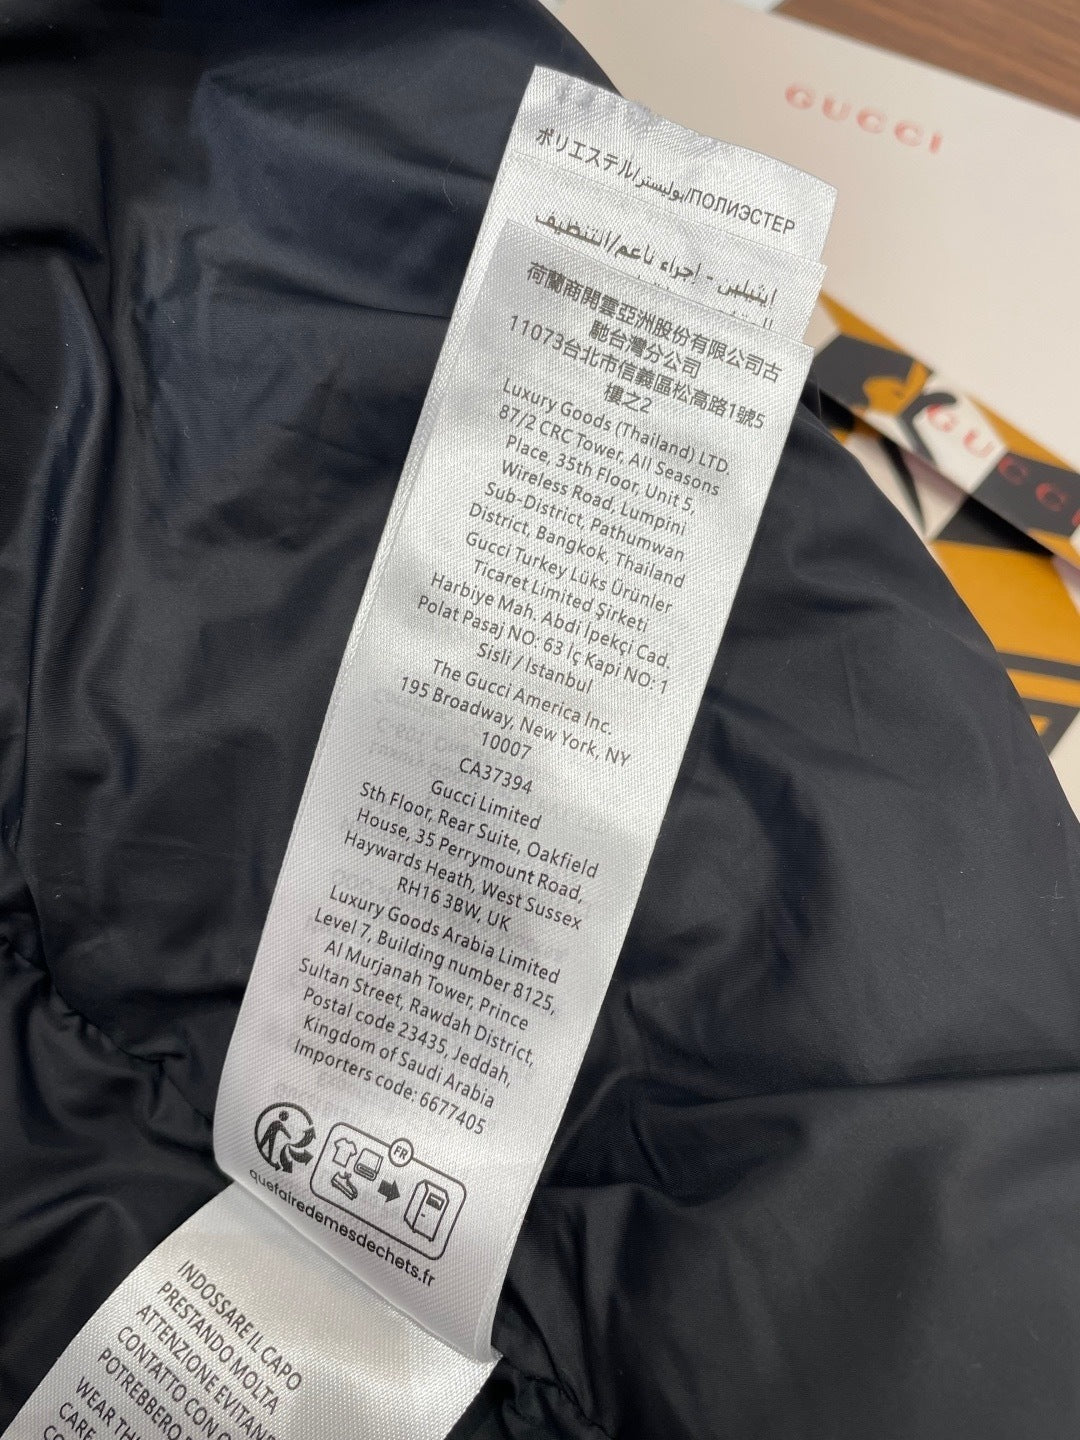 GUCCI
ポリエステル/بوليستر/ПОЛИЭСТЕР
إيثيلين - إجراء ناعم/التنظيف
荷蘭商開雲亞洲股份有限公司古
馳台灣分公司
11073台北市信義區松高路1號5
樓之2
Luxury Goods (Thailand) LTD.
87/2 CRC Tower, All Seasons
Place, 35th Floor, Unit 5,
Wireless Road, Lumpini
Sub-District, Pathumwan
District, Bangkok, Thailand
Gucci Turkey Lüks Ürünler
Ticaret Limited Şirketi
Harbiye Mah. Abdi İpekçi Cad.
Polat Pasaj NO: 63 İç Kapi NO: 1
Sisli / Istanbul
The Gucci America Inc.
195 Broadway, New York, NY
10007
CA37394
Gucci Limited
5th Floor, Rear Suite, Oakfield
House, 35 Perrymount Road,
Haywards Heath, West Sussex
RH16 3BW, UK
Luxury Goods Arabia Limited
Level 7, Building number 8125,
Al Murjanah Tower, Prince
Sultan Street, Rawdah District,
Postal code 23435, Jeddah,
Kingdom of Saudi Arabia
Importers code: 6677405
FR
quefairedemesdechets.fr
INDOSSARE IL CAPO
PRESTANDO MOLTA
ATTENZIONE EVITAN
CONTATTO CON
POTREBBERO
WEAR TH
CARE
GUCCI